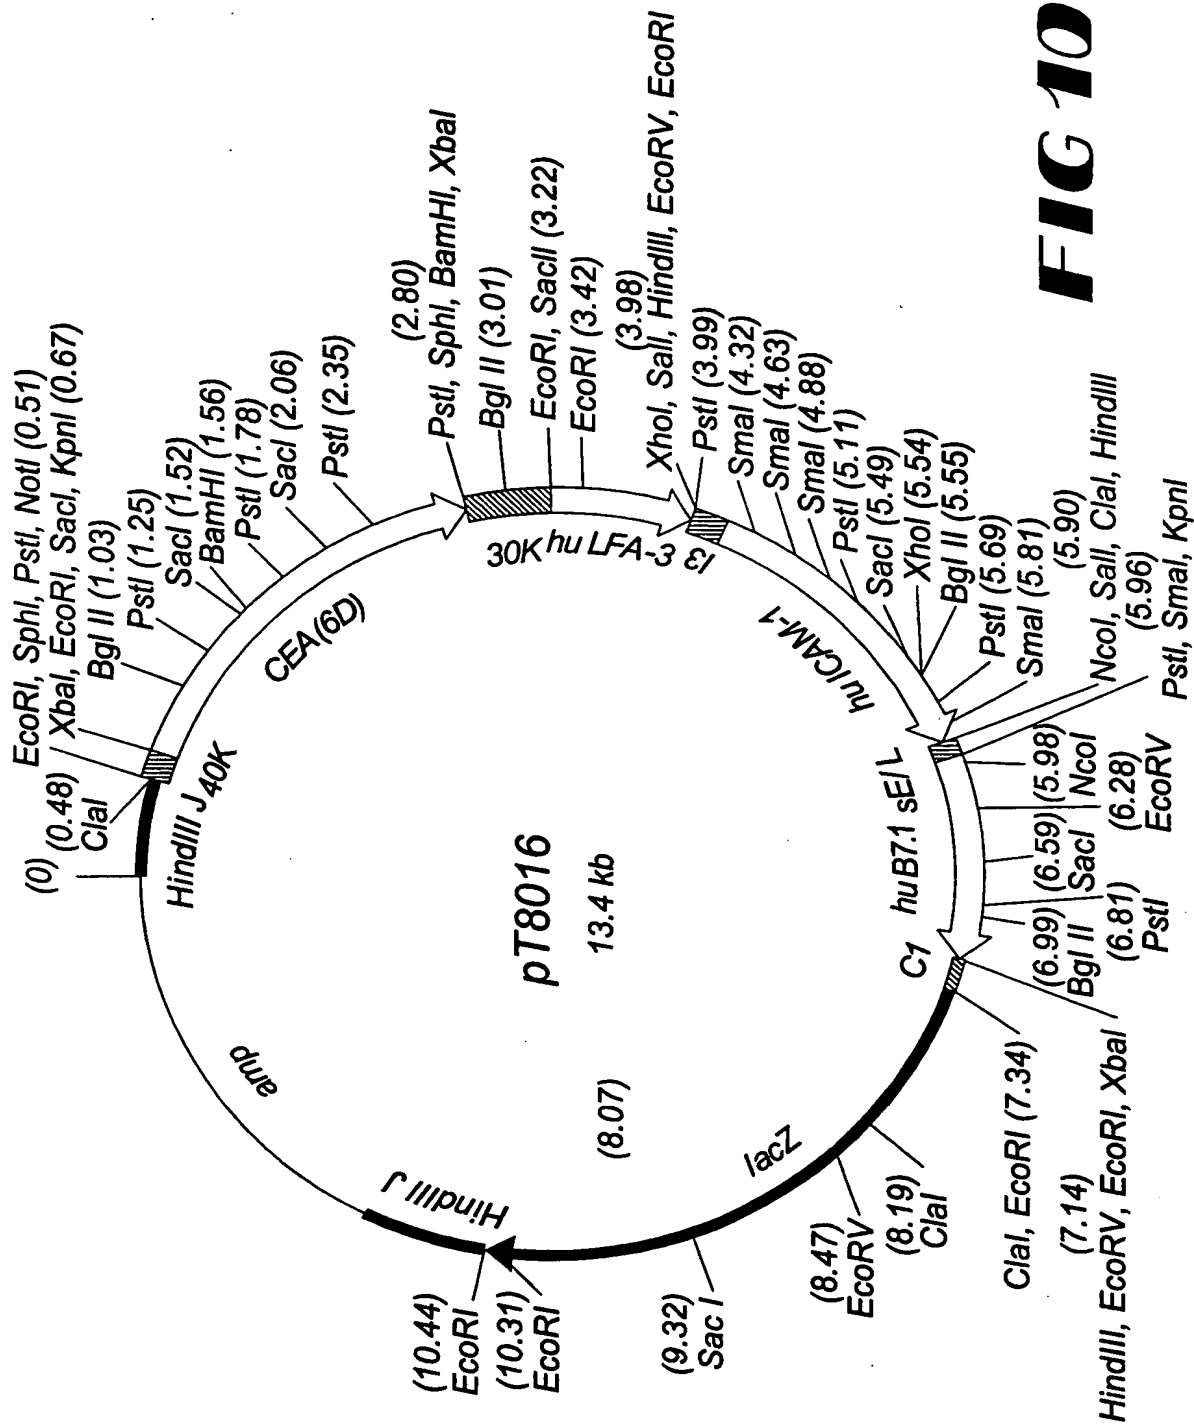 (0)
(0.48)
ClaI
EcoRI, SphI, PstI, NotI (0.51)
XbaI, EcoRI, SacI, KpnI (0.67)
Bgl II (1.03)
PstI (1.25)
SacI (1.52)
BamHI (1.56)
PstI (1.78)
SacI (2.06)
PstI (2.35)
(2.80)
PstI, SphI, BamHI, XbaI
Bgl II (3.01)
EcoRI, SacII (3.22)
EcoRI (3.42)
(3.98)
XhoI, SalI, HindIII, EcoRV, EcoRI
PstI (3.99)
SmaI (4.32)
SmaI (4.63)
SmaI (4.88)
PstI (5.11)
SacI (5.49)
XhoI (5.54)
Bgl II (5.55)
PstI (5.69)
SmaI (5.81)
(5.90)
NcoI, SalI, ClaI, HindIII
(5.96)
PstI, SmaI, KpnI
(5.98)
NcoI
(6.28)
EcoRV
(6.59)
SacI
(6.81)
PstI
(6.99)
Bgl II
(7.14)
HindIII, EcoRV, EcoRI, XbaI
ClaI, EcoRI (7.34)
(8.19)
ClaI
(8.47)
EcoRV
(9.32)
Sac I
(10.31)
EcoRI
(10.44)
EcoRI
HindIII J
40K
CEA(6D)
30K
hu LFA-3
I3
hu ICAM-1
sE/L
huB7.1
C1
lacZ
(8.07)
HindIII J
amp
pT8016
13.4 kb
FIG 10